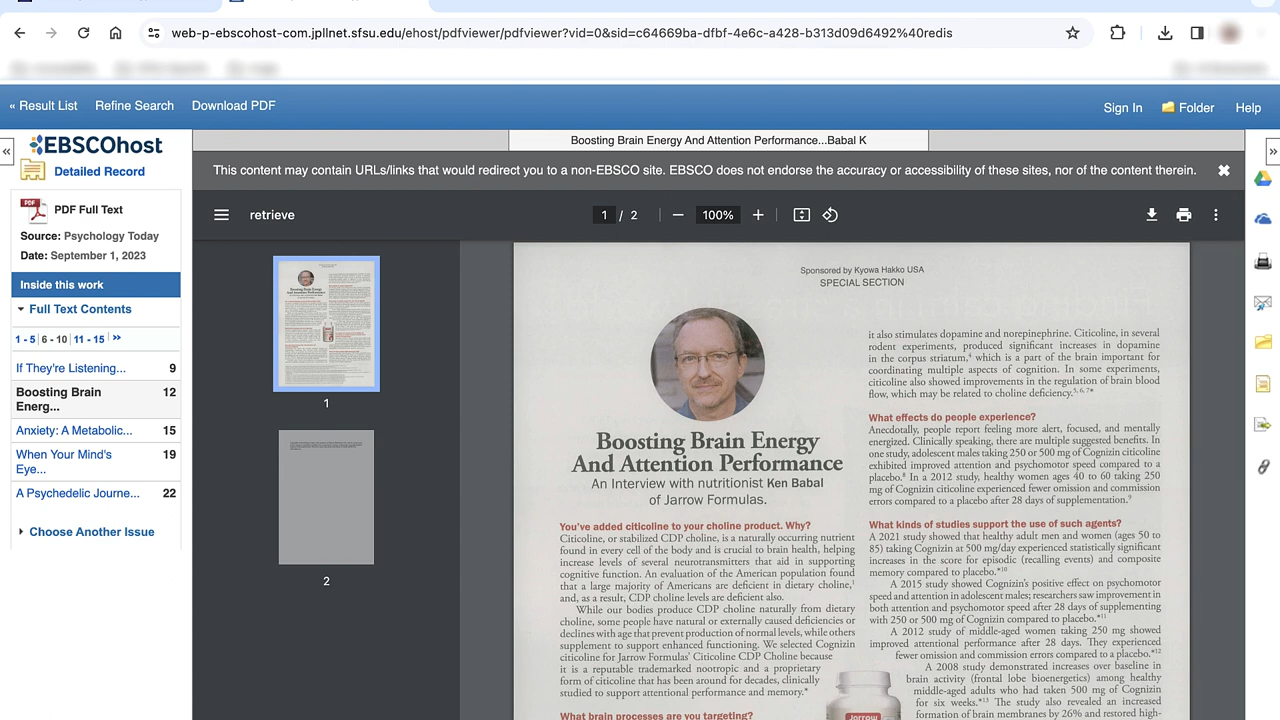 web-p-ebscohost-com.jpllnet.sfsu.edu/ehost/pdfviewer/pdfviewer?vid=0&sid=c64669ba-dfbf-4e6c-a428-b313d09d6492%40redis
« Result List Refine Search Download PDF
Sign In Folder Help
EBSCOhost
Detailed Record
PDF Full Text
Source: Psychology Today
Date: September 1, 2023
Inside this work
Full Text Contents
1 - 5 | 6 - 10 | 11 - 15 | »
If They're Listening... 9
Boosting Brain
Energ... 12
Anxiety: A Metabolic... 15
When Your Mind's
Eye... 19
A Psychedelic Journe... 22
Choose Another Issue
Boosting Brain Energy And Attention Performance...Babal K
This content may contain URLs/links that would redirect you to a non-EBSCO site. EBSCO does not endorse the accuracy or accessibility of these sites, nor of the content therein.
retrieve
1 / 2
100%
1
2
Sponsored by Kyowa Hakko USA
SPECIAL SECTION
Boosting Brain Energy
And Attention Performance
An Interview with nutritionist Ken Babal
of Jarrow Formulas.
You've added citicoline to your choline product. Why?
Citicoline, or stabilized CDP choline, is a naturally occurring nutrient
found in every cell of the body and is crucial to brain health, helping
increase levels of several neurotransmitters that aid in supporting
cognitive function. An evaluation of the American population found
that a large majority of Americans are deficient in dietary choline,¹
and, as a result, CDP choline levels are deficient also.
While our bodies produce CDP choline naturally from dietary
choline, some people have natural or externally caused deficiencies or
declines with age that prevent production of normal levels, while others
supplement to support enhanced functioning. We selected Cognizin
citicoline for Jarrow Formulas' Citicoline CDP Choline because
it is a reputable trademarked nootropic and a proprietary
form of citicoline that has been around for decades, clinically
studied to support attentional performance and memory.*
What brain processes are you targeting?
it also stimulates dopamine and norepinephrine. Citicoline, in several
rodent experiments, produced significant increases in dopamine
in the corpus striatum,⁴ which is a part of the brain important for
coordinating multiple aspects of cognition. In some experiments,
citicoline also showed improvements in the regulation of brain blood
flow, which may be related to choline deficiency.⁵,⁶,⁷*
What effects do people experience?
Anecdotally, people report feeling more alert, focused, and mentally
energized. Clinically speaking, there are multiple suggested benefits. In
one study, adolescent males taking 250 or 500 mg of Cognizin citicoline
exhibited improved attention and psychomotor speed compared to a
placebo.⁸ In a 2012 study, healthy women ages 40 to 60 taking 250
mg of Cognizin citicoline experienced fewer omission and commission
errors compared to a placebo after 28 days of supplementation.⁹
What kinds of studies support the use of such agents?
A 2021 study showed that healthy adult men and women (ages 50 to
85) taking Cognizin at 500 mg/day experienced statistically significant
increases in the score for episodic (recalling events) and composite
memory compared to placebo.*¹⁰
A 2015 study showed Cognizin's positive effect on psychomotor
speed and attention in adolescent males; researchers saw improvement in
both attention and psychomotor speed after 28 days of supplementing
with 250 or 500 mg of Cognizin compared to placebo.*¹¹
A 2012 study of middle-aged women taking 250 mg showed
improved attentional performance after 28 days. They experienced
fewer omission and commission errors compared to a placebo.*¹²
A 2008 study demonstrated increases over baseline in
brain activity (frontal lobe bioenergetics) among healthy
middle-aged adults who had taken 500 mg of Cognizin
for six weeks.*¹³ The study also revealed an increased
formation of brain membranes by 26% and restored high-
Jarrow